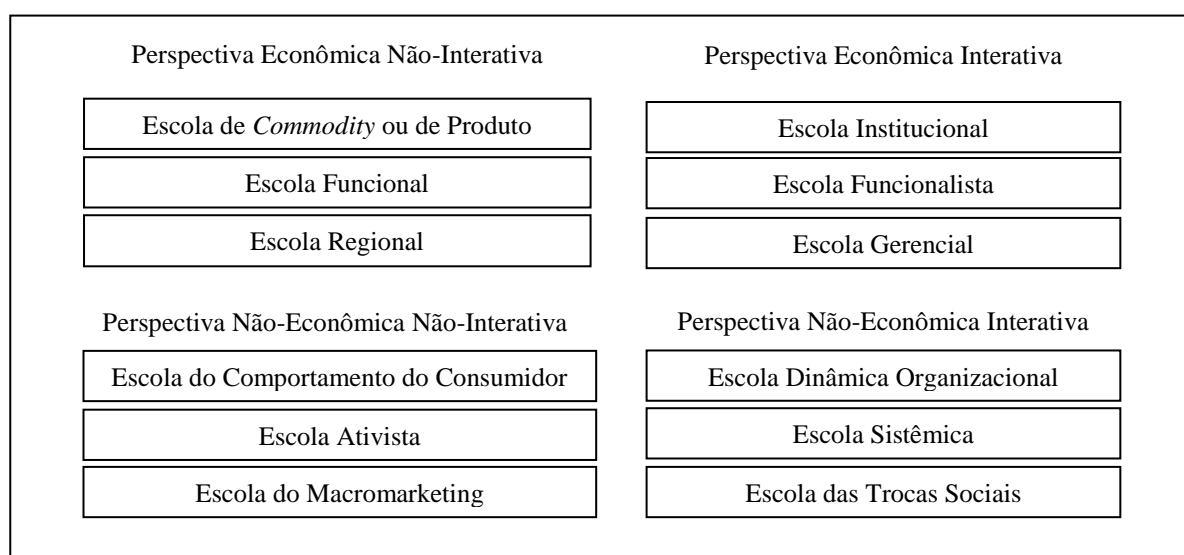 Perspectiva Econômica Não-Interativa
Escola de Commodity ou de Produto
Escola Funcional
Escola Regional
Perspectiva Econômica Interativa
Escola Institucional
Escola Funcionalista
Escola Gerencial
Perspectiva Não-Econômica Não-Interativa
Escola do Comportamento do Consumidor
Escola Ativista
Escola do Macromarketing
Perspectiva Não-Econômica Interativa
Escola Dinâmica Organizacional
Escola Sistêmica
Escola das Trocas Sociais